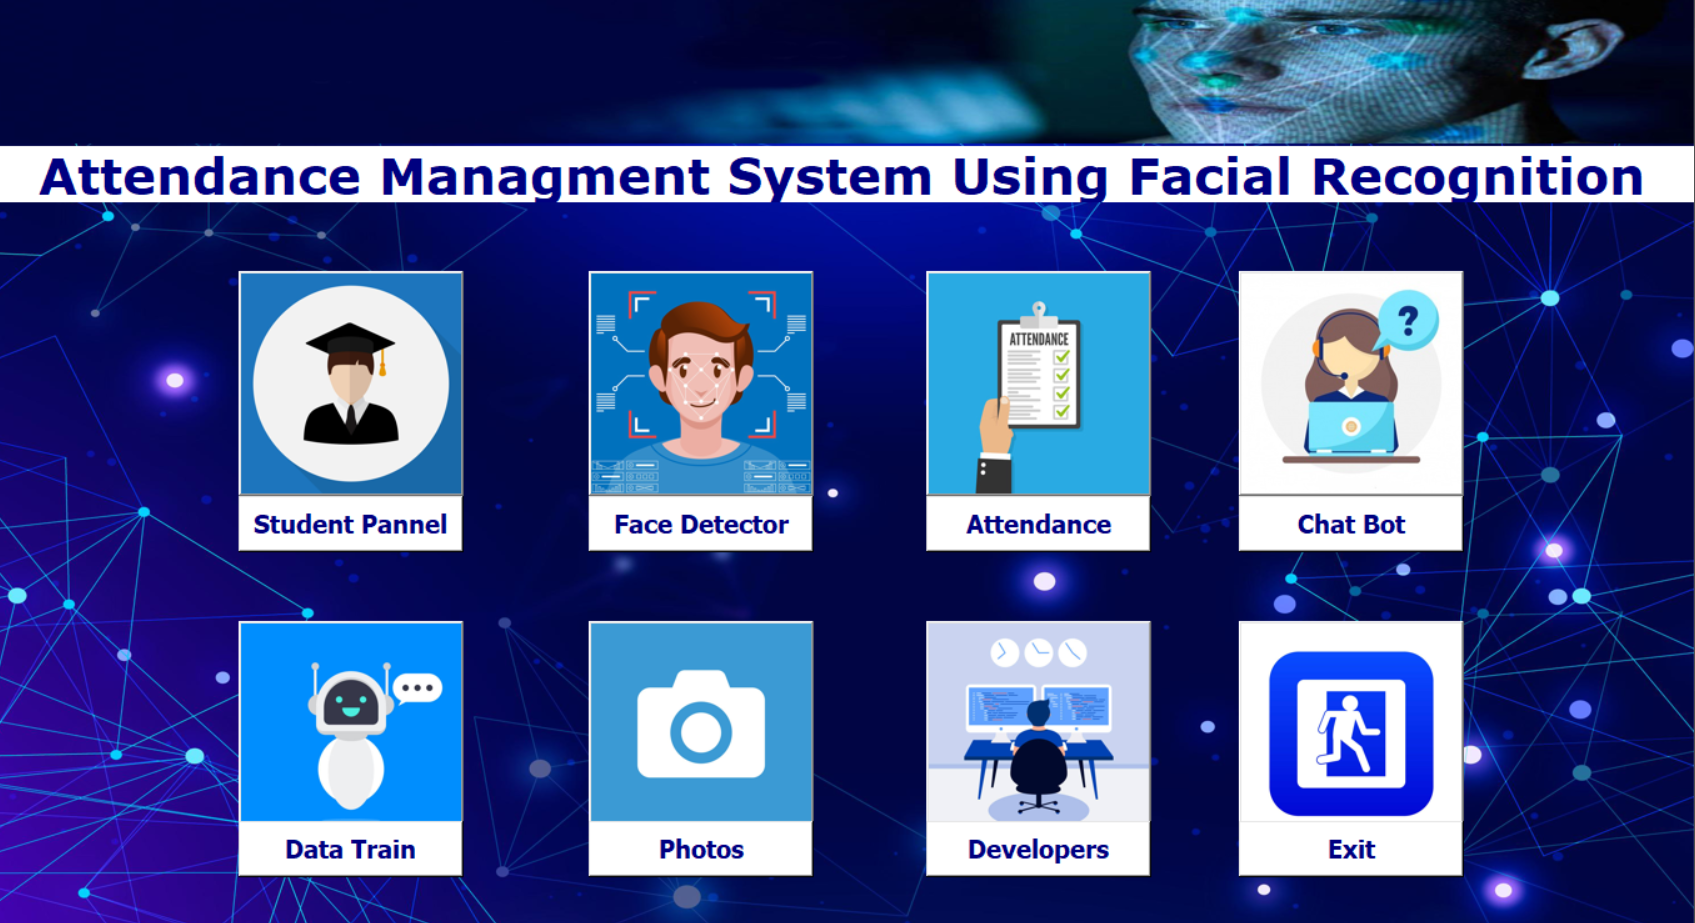 Attendance Managment System Using Facial Recognition
ATTENDANCE
?
Student Pannel
Face Detector
Attendance
Chat Bot
Data Train
Photos
Developers
Exit